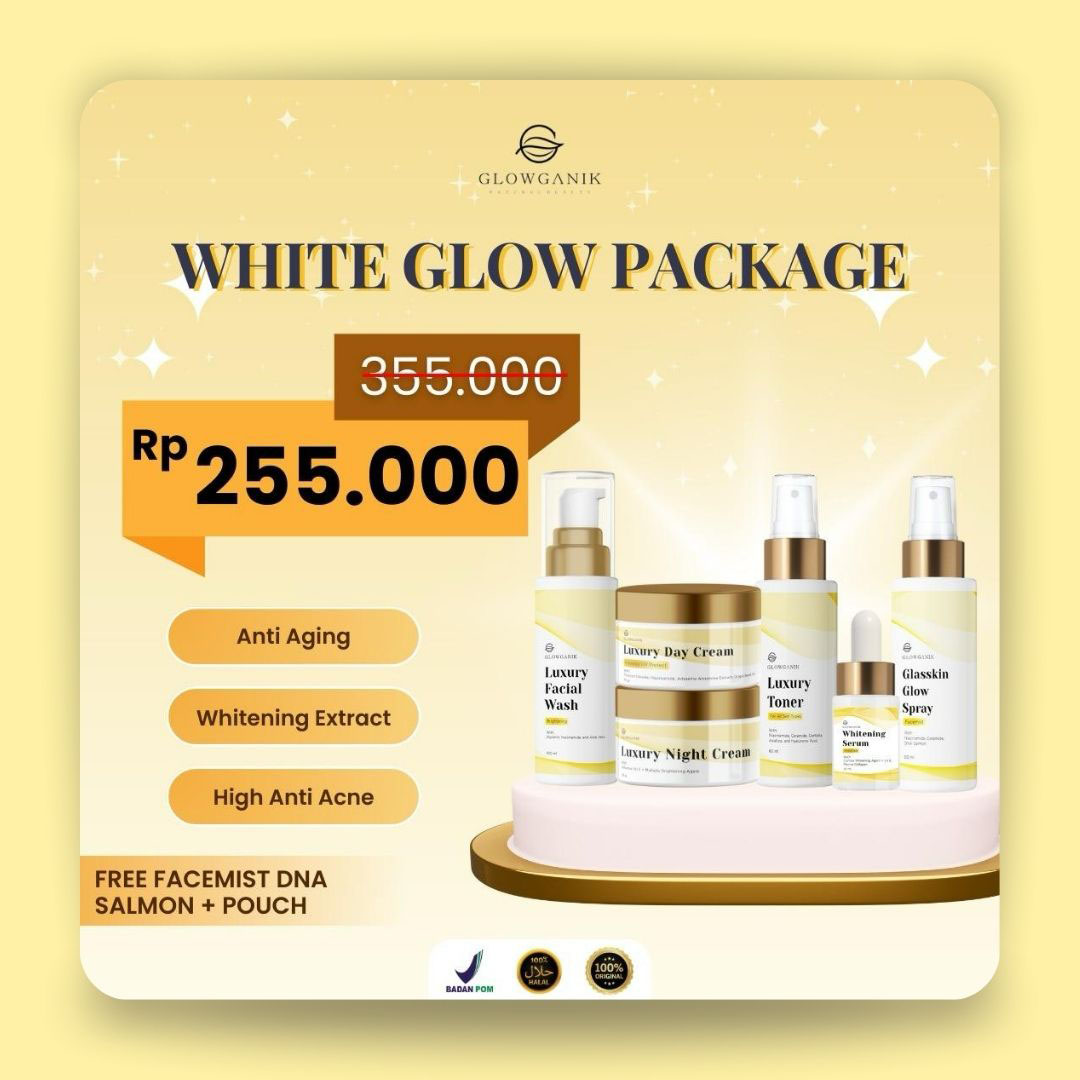 GLOWGANIK
WHITE GLOW PACKAGE
355.000
Rp 255.000
Anti Aging
Whitening Extract
High Anti Acne
FREE FACEMIST DNA
SALMON + POUCH
GLOWGANIK
Luxury
Facial
Wash
Brightening
Luxury Day Cream
Luxury Night Cream
GLOWGANIK
Luxury
Toner
Whitening
Serum
GLOWGANIK
Glasskin
Glow
Spray
BADAN POM
100%
حلال
HALAL
100%
ORIGINAL